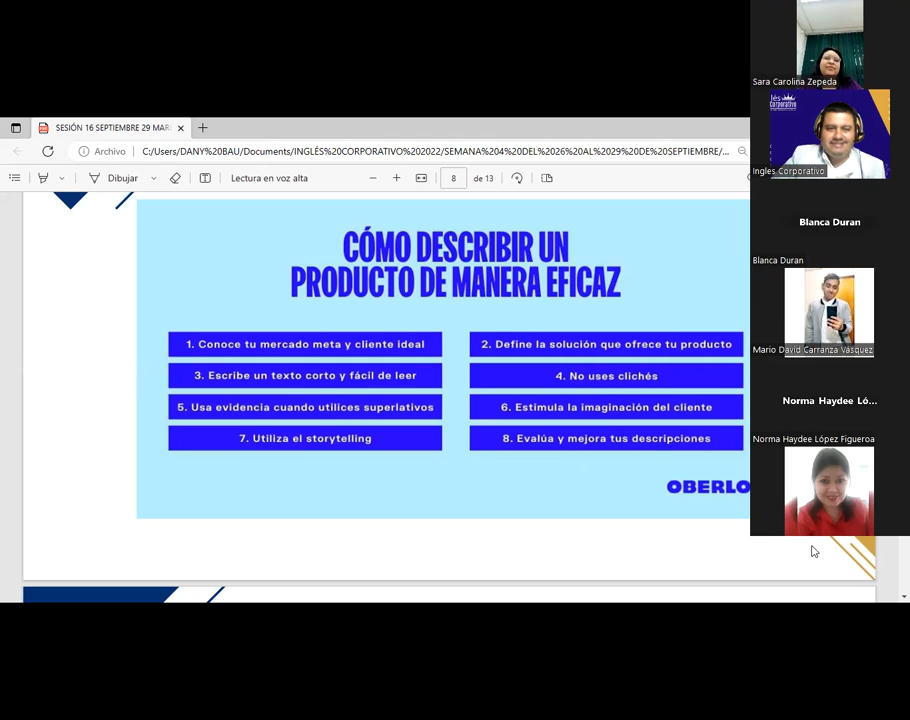 SESIÓN 16 SEPTIEMBRE 29 MAR
Archivo
C:/Users/DANY%20BAU/Documents/INGLÉS%20CORPORATIVO%202022/SEMANA%204%20DEL%2026%20AL%2029%20DE%20SEPTIEMBRE/...
Dibujar
Lectura en voz alta
8
de 13
CÓMO DESCRIBIR UN
PRODUCTO DE MANERA EFICAZ
1. Conoce tu mercado meta y cliente ideal
2. Define la solución que ofrece tu producto
3. Escribe un texto corto y fácil de leer
4. No uses clichés
5. Usa evidencia cuando utilices superlativos
6. Estimula la imaginación del cliente
7. Utiliza el storytelling
8. Evalúa y mejora tus descripciones
OBERLO
Sara Carolina Zepeda
Corporativo
Ingles Corporativo
Blanca Duran
Blanca Duran
Mario David Carranza Vásquez
Norma Haydee Ló...
Norma Haydee López Figueroa